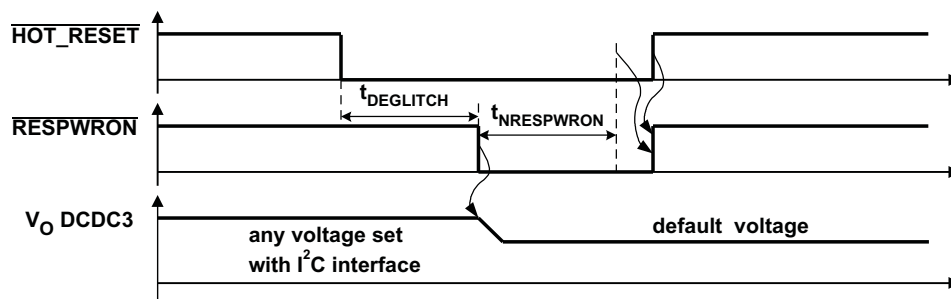 HOT_RESET
tDEGLITCH
RESPWRON
tNRESPWRON
VO DCDC3
any voltage set
with I2C interface
default voltage